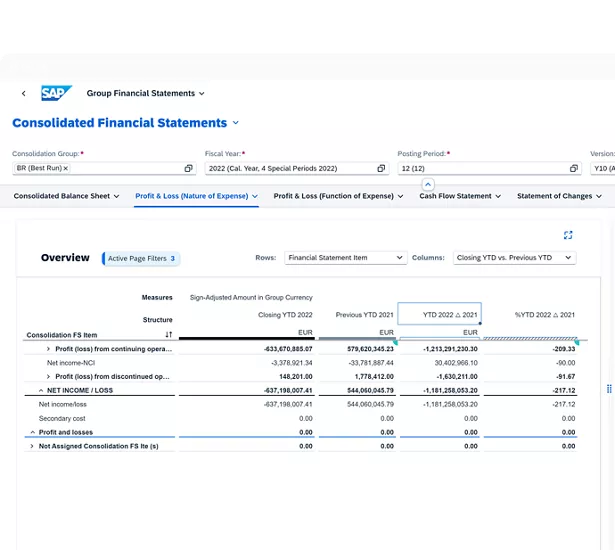 SAP Group Financial Statements
Consolidated Financial Statements
Consolidation Group:* Fiscal Year:* Posting Period:* Version:
BR (Best Run) × 2022 (Cal. Year, 4 Special Periods 2022) 12 (12) Y10 (A
Consolidated Balance Sheet Profit & Loss (Nature of Expense) Profit & Loss (Function of Expense) Cash Flow Statement Statement of Changes
Overview Active Page Filters 3 Rows: Financial Statement Item Columns: Closing YTD vs. Previous YTD
Measures Sign-Adjusted Amount in Group Currency
Structure Closing YTD 2022 Previous YTD 2021 YTD 2022 △ 2021 %YTD 2022 △ 2021
Consolidation FS Item EUR EUR EUR
Profit (loss) from continuing opera... -633,670,885.07 579,620,345.23 -1,213,291,230.30 -209.33
Net income-NCI -3,378,921.34 -33,781,887.44 30,402,966.10 -90.00
Profit (loss) from discontinued op... 148,201.00 1,778,412.00 -1,630,211.00 -91.67
NET INCOME / LOSS -637,198,007.41 544,060,045.79 -1,181,258,053.20 -217.12
Net income/loss -637,198,007.41 544,060,045.79 -1,181,258,053.20 -217.12
Secondary cost 0.00 0.00 0.00 0.00
Profit and losses 0.00 0.00 0.00 0.00
Not Assigned Consolidation FS Ite (s) 0.00 0.00 0.00 0.00